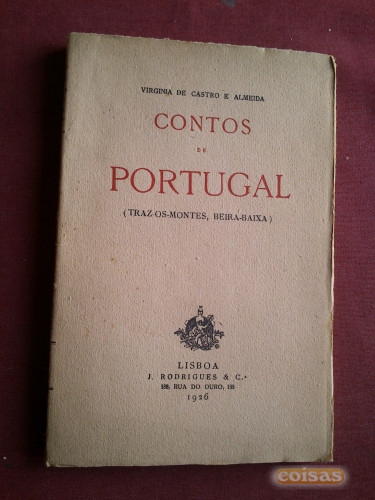 VIRGINIA DE CASTRO E ALMEIDA
CONTOS
DE
PORTUGAL
(TRAZ-OS-MONTES, BEIRA-BAIXA)
LISBOA
J. RODRIGUES & C.ª
186, RUA DO OURO, 188
1926
coisas